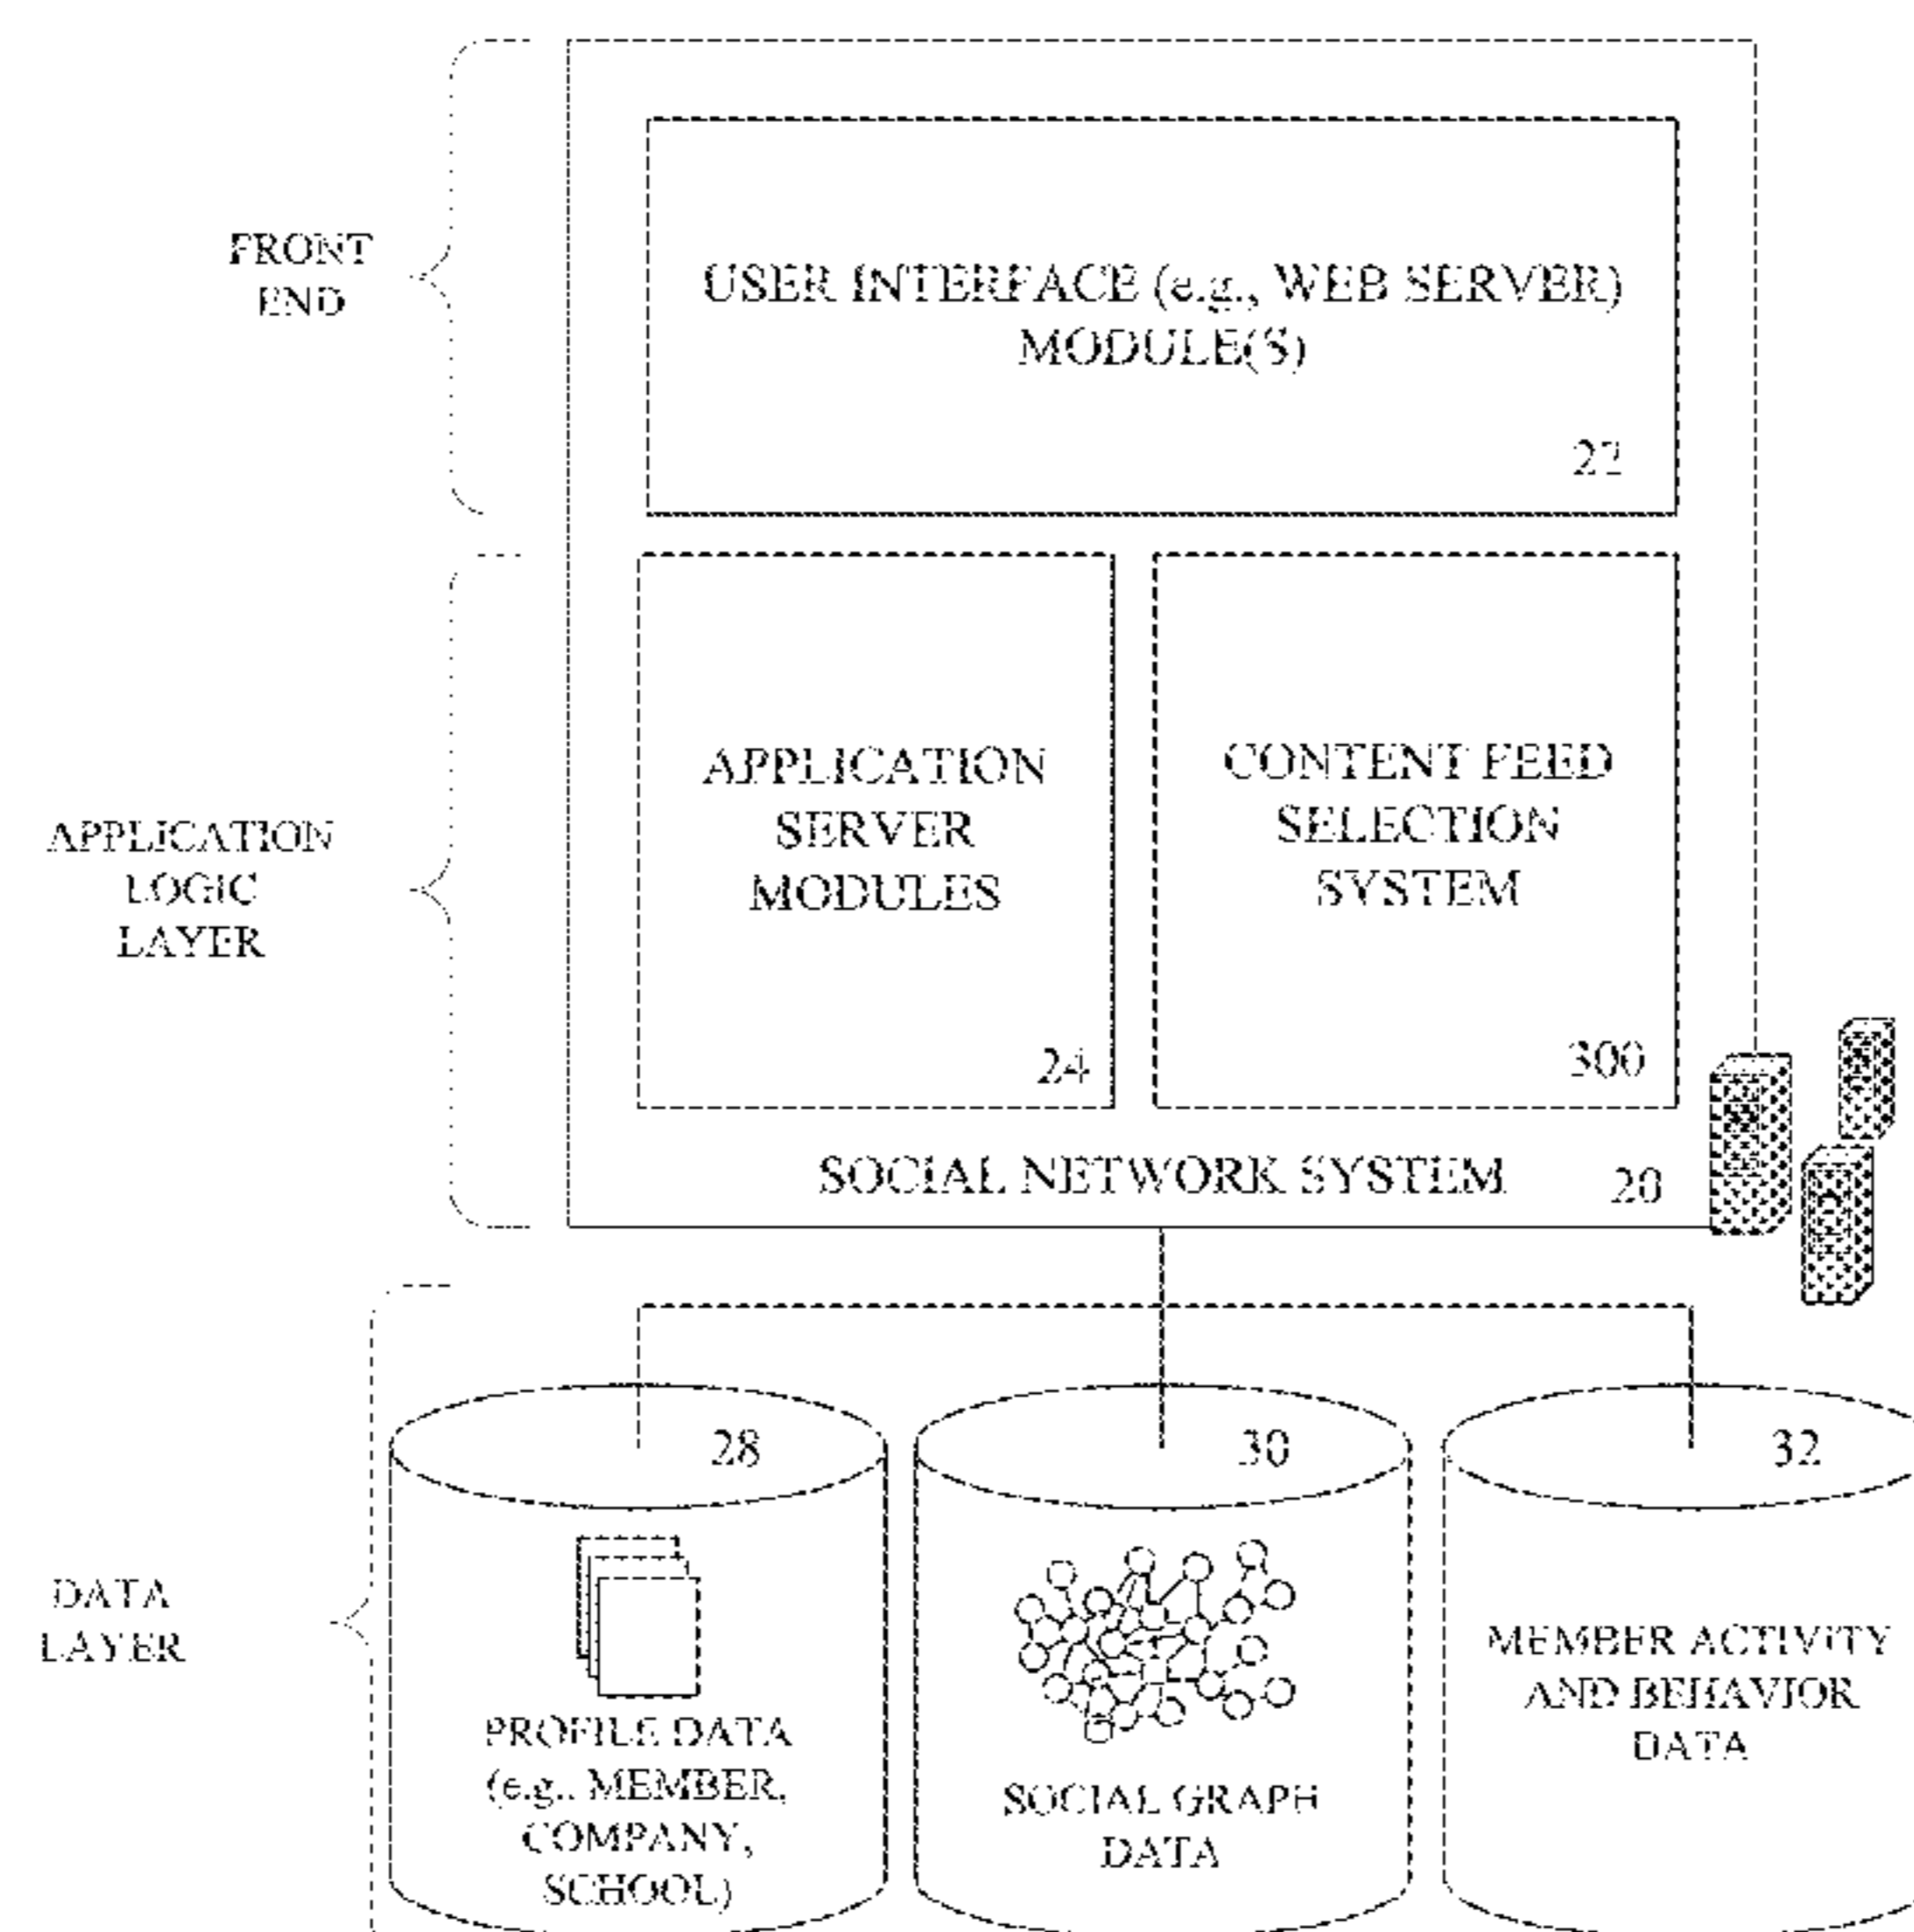 FRONT
END
USER INTERFACE (e.g., WEB SERVER)
MODULE(S)
22
APPLICATION
LOGIC
LAYER
APPLICATION
SERVER
MODULES
24
CONTENT FEED
SELECTION
SYSTEM
300
SOCIAL NETWORK SYSTEM 20
DATA
LAYER
28
PROFILE DATA
(e.g., MEMBER,
COMPANY,
SCHOOL)
30
SOCIAL GRAPH
DATA
32
MEMBER ACTIVITY
AND BEHAVIOR
DATA